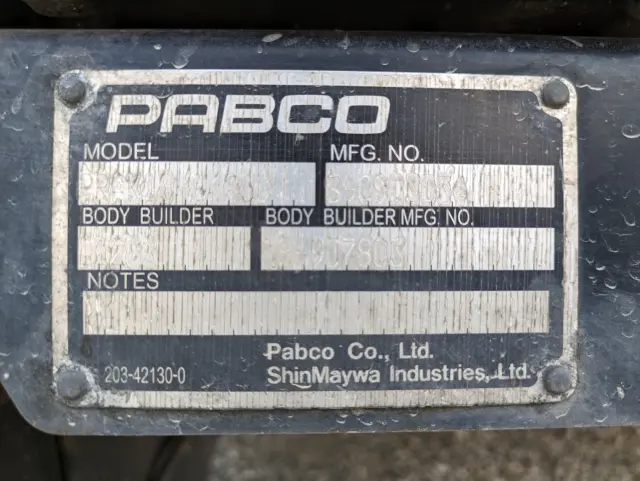 PABCO
MODEL MFG. NO.
BODY BUILDER BODY BUILDER MFG. NO.
NOTES
Pabco Co., Ltd.
203-42130-0 ShinMaywa Industries, Ltd.